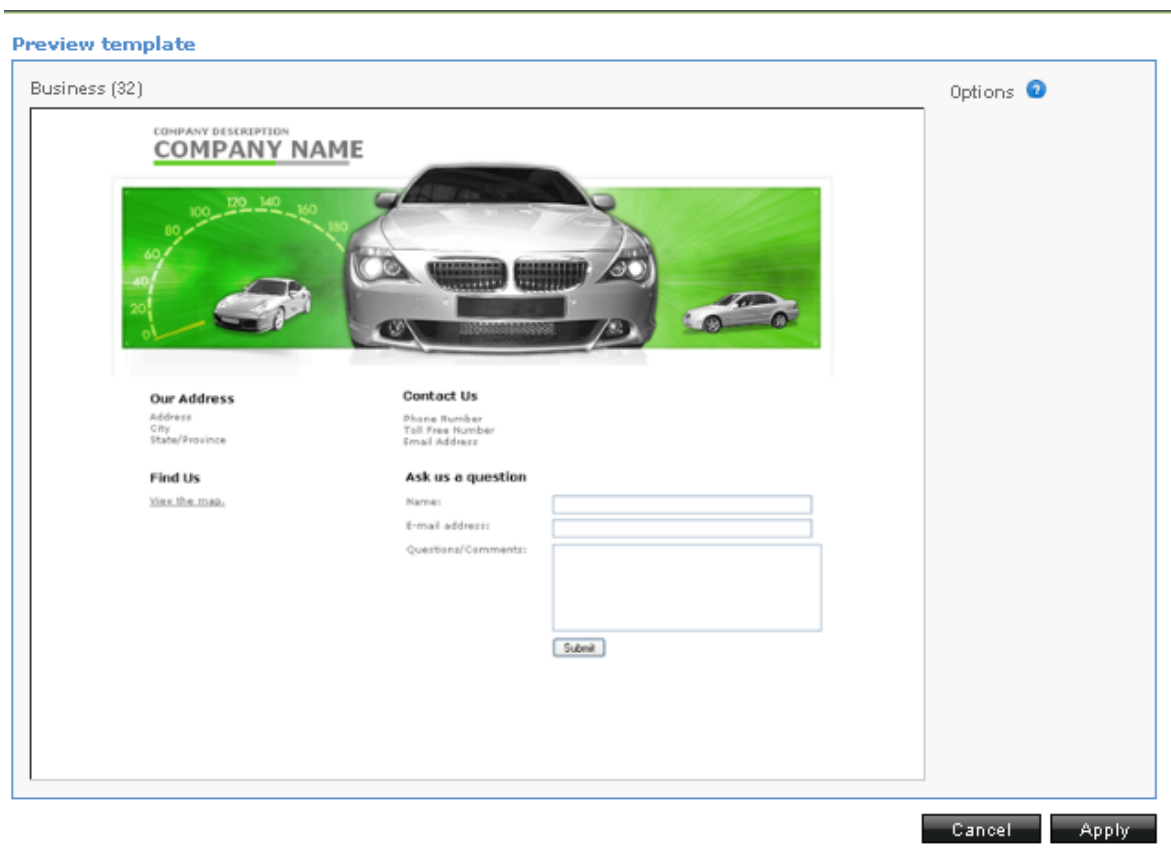 Preview template
Business (32)
Options ?
COMPANY DESCRIPTION
COMPANY NAME
0
20
40
60
80
100
120
140
160
180
Our Address
Address
City
State/Province
Contact Us
Phone Number
Toll Free Number
Email Address
Find Us
View the map.
Ask us a question
Name:
E-mail address:
Questions/Comments:
Submit
Cancel
Apply